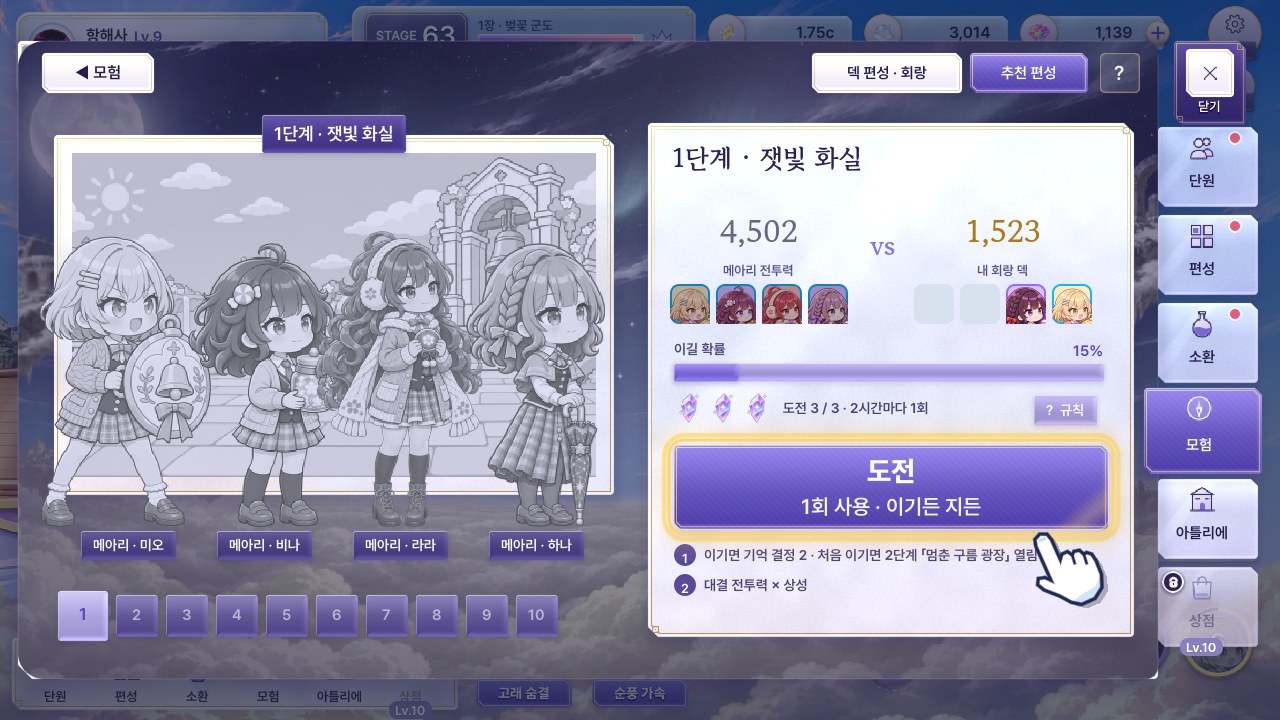 항해사 Lv.9
STAGE 63
1장 · 벚꽃 군도
1.75c
3,014
1,139
◀ 모험
덱 편성 · 회랑
추천 편성
?
닫기
1단계 · 잿빛 화실
메아리 · 미오
메아리 · 비나
메아리 · 라라
메아리 · 하나
1
2
3
4
5
6
7
8
9
10
1단계 · 잿빛 화실
4,502
VS
1,523
메아리 전투력
내 회랑 덱
이길 확률
15%
도전 3 / 3 · 2시간마다 1회
? 규칙
도전
1회 사용 · 이기든 지든
1 이기면 기억 결정 2 · 처음 이기면 2단계 「멈춘 구름 광장」 열림
2 대결 전투력 × 상성
단원
편성
소환
모험
아틀리에
상점
Lv.10
단원
편성
소환
모험
아틀리에
상점
Lv.10
고래 숨결
순풍 가속